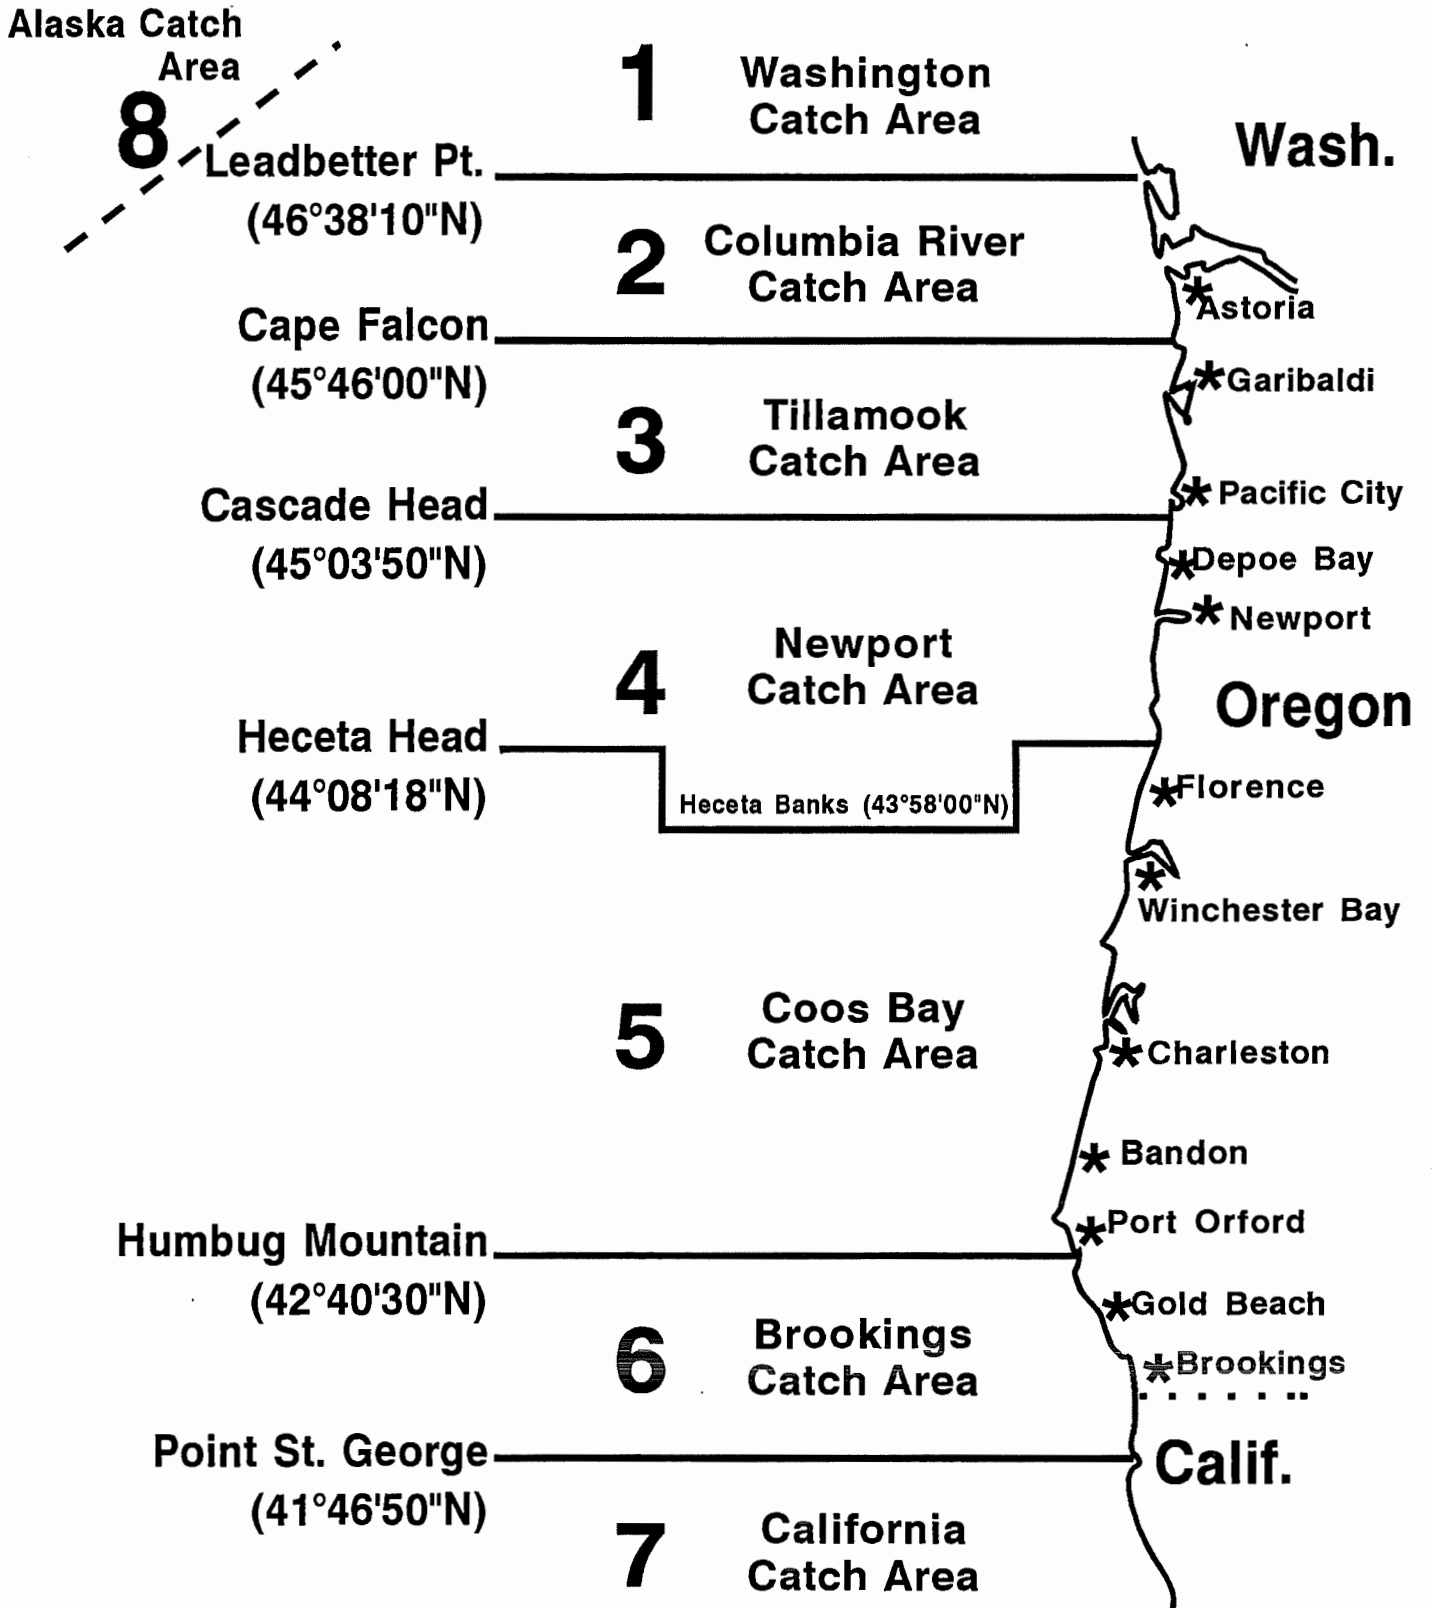 Alaska Catch
Area
8
1
Washington
Catch Area
Wash.
Leadbetter Pt.
(46°38'10"N)
2
Columbia River
Catch Area
*Astoria
Cape Falcon
(45°46'00"N)
*Garibaldi
3
Tillamook
Catch Area
*Pacific City
Cascade Head
(45°03'50"N)
*Depoe Bay
*Newport
4
Newport
Catch Area
Oregon
Heceta Head
(44°08'18"N)
Heceta Banks (43°58'00"N)
*Florence
*Winchester Bay
5
Coos Bay
Catch Area
*Charleston
*Bandon
*Port Orford
Humbug Mountain
(42°40'30"N)
*Gold Beach
6
Brookings
Catch Area
*Brookings
Point St. George
(41°46'50"N)
Calif.
7
California
Catch Area